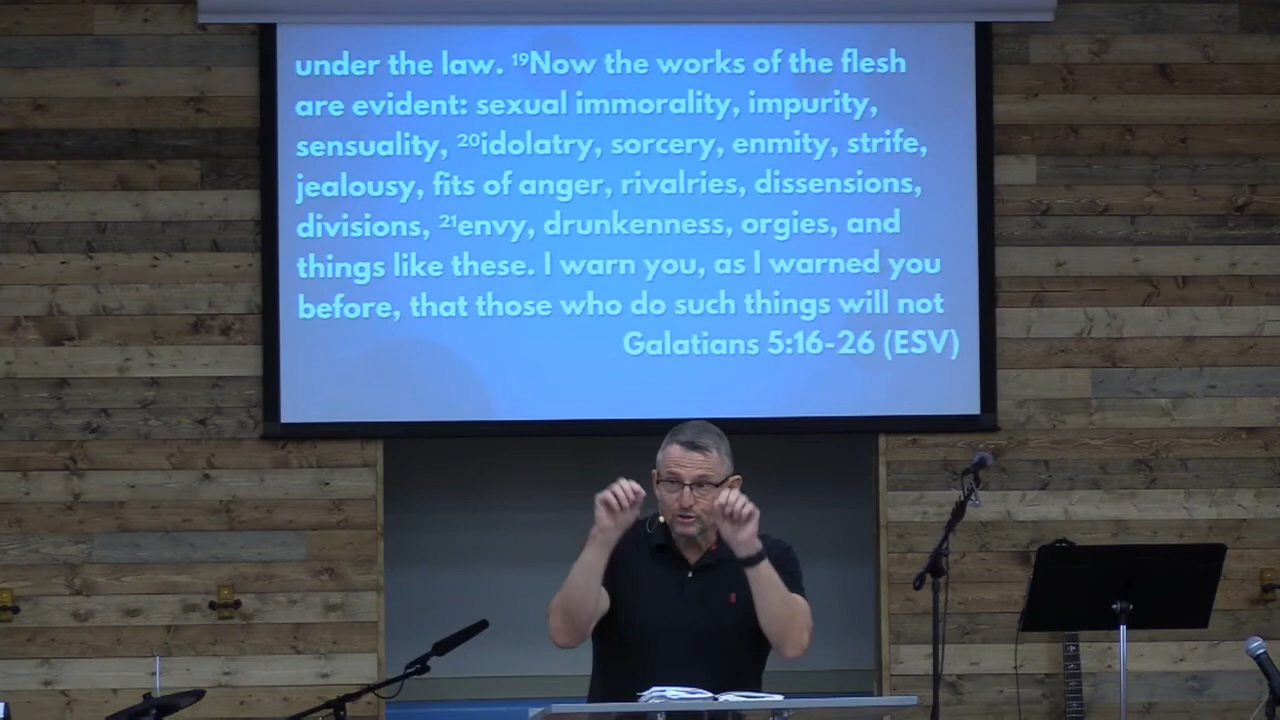 under the law. ¹⁹Now the works of the flesh
are evident: sexual immorality, impurity,
sensuality, ²⁰idolatry, sorcery, enmity, strife,
jealousy, fits of anger, rivalries, dissensions,
divisions, ²¹envy, drunkenness, orgies, and
things like these. I warn you, as I warned you
before, that those who do such things will not
Galatians 5:16-26 (ESV)